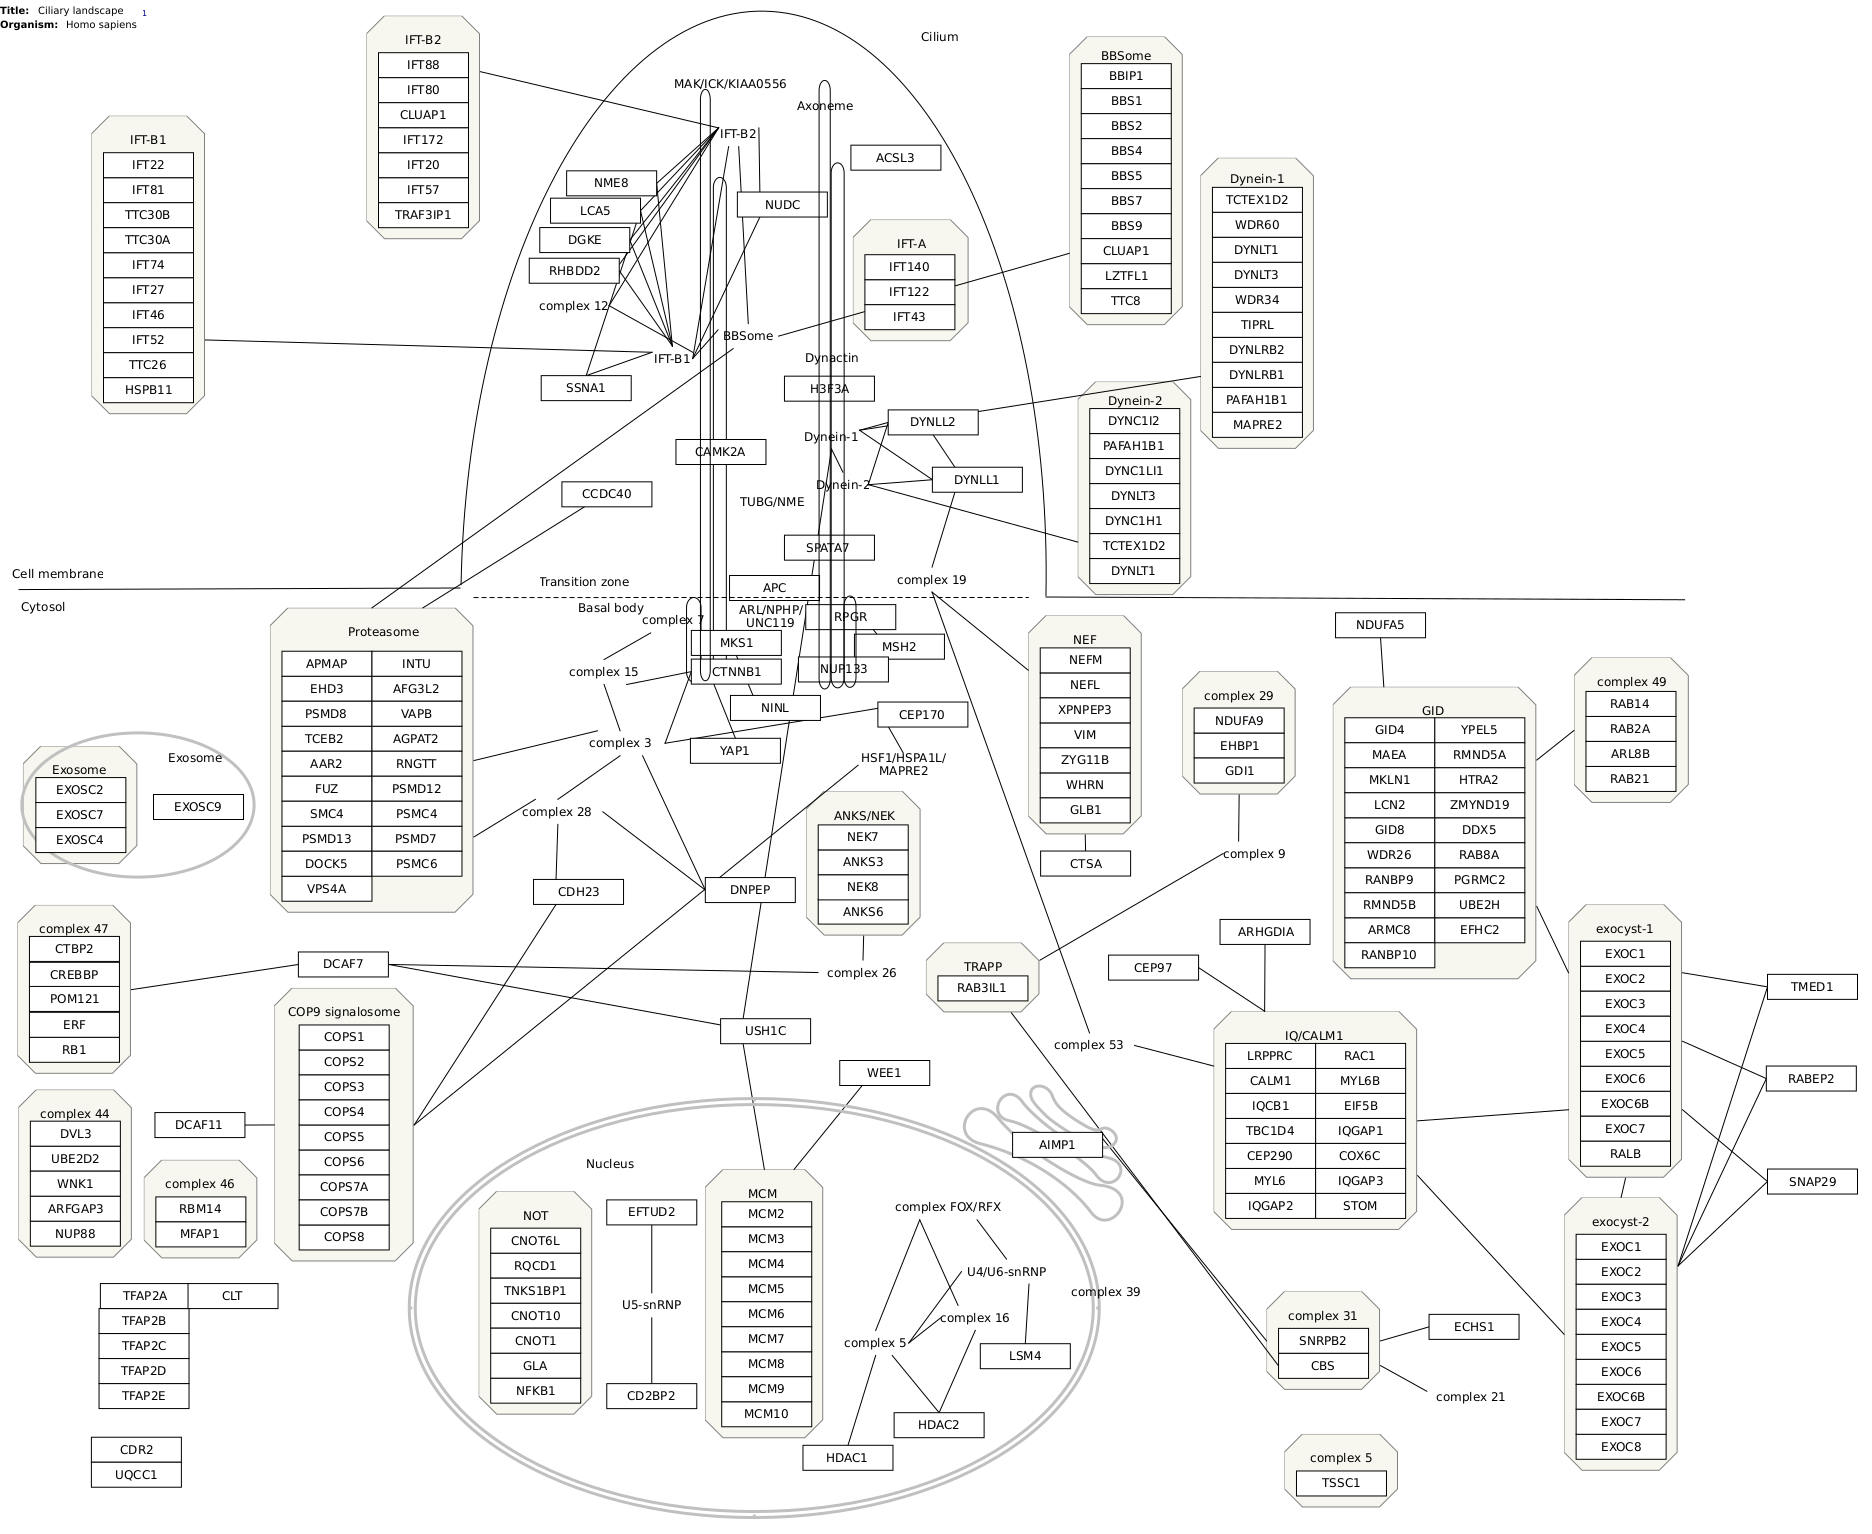 Title: Ciliary landscape 1
Organism: Homo sapiens
Cilium
IFT-B2
IFT88
IFT80
CLUAP1
IFT172
IFT20
IFT57
TRAF3IP1
IFT-B1
IFT22
IFT81
TTC30B
TTC30A
IFT74
IFT27
IFT46
IFT52
TTC26
HSPB11
MAK/ICK/KIAA0556
Axoneme
IFT-B2
ACSL3
NME8
LCA5
DGKE
RHBDD2
complex 12
NUDC
IFT-B1
BBSome
SSNA1
IFT-A
IFT140
IFT122
IFT43
BBSome
BBIP1
BBS1
BBS2
BBS4
BBS5
BBS7
BBS9
CLUAP1
LZTFL1
TTC8
Dynein-1
TCTEX1D2
WDR60
DYNLT1
DYNLT3
WDR34
TIPRL
DYNLRB2
DYNLRB1
PAFAH1B1
MAPRE2
Dynein-2
DYNC1I2
PAFAH1B1
DYNC1LI1
DYNLT3
DYNC1H1
TCTEX1D2
DYNLT1
Dynactin
H3F3A
Dynein-1
DYNLL2
Dynein-2
DYNLL1
CAMK2A
CCDC40
TUBG/NME
SPATA7
Cell membrane
Cytosol
Transition zone
APC
complex 19
Basal body
complex 7
ARL/NPHP/
UNC119
RPGR
MKS1
MSH2
complex 15
CTNNB1
NUP133
NINL
CEP170
complex 3
YAP1
HSF1/HSPA1L/
MAPRE2
Proteasome
APMAP INTU
EHD3 AFG3L2
PSMD8 VAPB
TCEB2 AGPAT2
AAR2 RNGTT
FUZ PSMD12
SMC4 PSMC4
PSMD13 PSMD7
DOCK5 PSMC6
VPS4A
Exosome
Exosome
EXOSC2
EXOSC7
EXOSC4
EXOSC9
complex 28
CDH23
DNPEP
ANKS/NEK
NEK7
ANKS3
NEK8
ANKS6
complex 26
NEF
NEFM
NEFL
XPNPEP3
VIM
ZYG11B
WHRN
GLB1
CTSA
complex 29
NDUFA9
EHBP1
GDI1
complex 9
NDUFA5
GID
GID4 YPEL5
MAEA RMND5A
MKLN1 HTRA2
LCN2 ZMYND19
GID8 DDX5
WDR26 RAB8A
RANBP9 PGRMC2
RMND5B UBE2H
ARMC8 EFHC2
RANBP10
complex 49
RAB14
RAB2A
ARL8B
RAB21
complex 47
CTBP2
CREBBP
POM121
ERF
RB1
DCAF7
COP9 signalosome
COPS1
COPS2
COPS3
COPS4
COPS5
COPS6
COPS7A
COPS7B
COPS8
USH1C
WEE1
TRAPP
RAB3IL1
CEP97
ARHGDIA
complex 53
IQ/CALM1
LRPPRC RAC1
CALM1 MYL6B
IQCB1 EIF5B
TBC1D4 IQGAP1
CEP290 COX6C
MYL6 IQGAP3
IQGAP2 STOM
exocyst-1
EXOC1
EXOC2
EXOC3
EXOC4
EXOC5
EXOC6
EXOC6B
EXOC7
RALB
TMED1
RABEP2
SNAP29
exocyst-2
EXOC1
EXOC2
EXOC3
EXOC4
EXOC5
EXOC6
EXOC6B
EXOC7
EXOC8
complex 44
DVL3
UBE2D2
WNK1
ARFGAP3
NUP88
DCAF11
complex 46
RBM14
MFAP1
TFAP2A CLT
TFAP2B
TFAP2C
TFAP2D
TFAP2E
CDR2
UQCC1
Nucleus
AIMP1
NOT
CNOT6L
RQCD1
TNKS1BP1
CNOT10
CNOT1
GLA
NFKB1
EFTUD2
U5-snRNP
CD2BP2
MCM
MCM2
MCM3
MCM4
MCM5
MCM6
MCM7
MCM8
MCM9
MCM10
complex FOX/RFX
U4/U6-snRNP
complex 39
complex 16
complex 5
LSM4
HDAC2
HDAC1
complex 31
SNRPB2
CBS
ECHS1
complex 21
complex 5
TSSC1